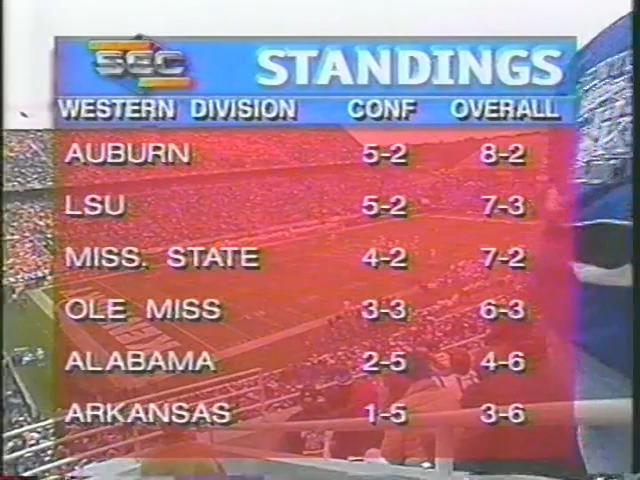 SEC STANDINGS
WESTERN DIVISION CONF OVERALL
AUBURN 5-2 8-2
LSU 5-2 7-3
MISS. STATE 4-2 7-2
OLE MISS 3-3 6-3
ALABAMA 2-5 4-6
ARKANSAS 1-5 3-6